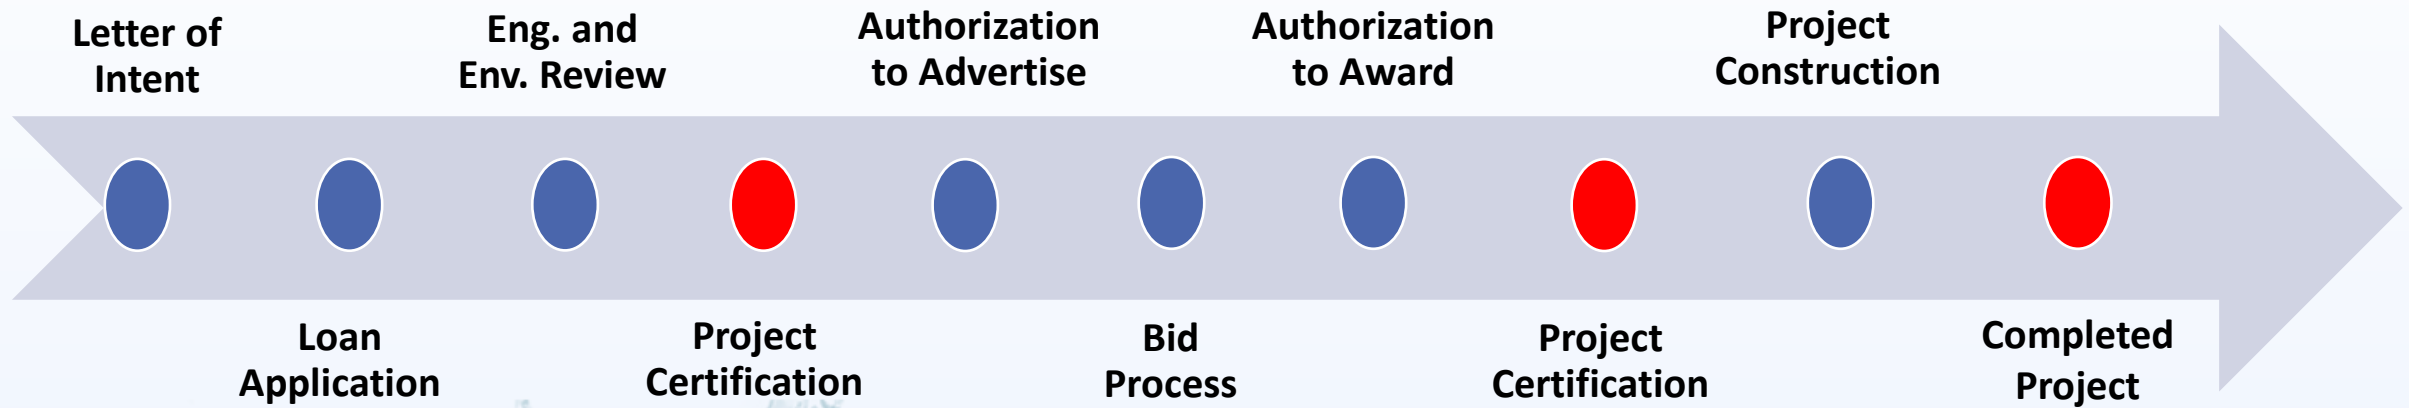 Letter of
Intent
Loan
Application
Eng. and
Env. Review
Project
Certification
Authorization
to Advertise
Bid
Process
Authorization
to Award
Project
Certification
Project
Construction
Completed
Project